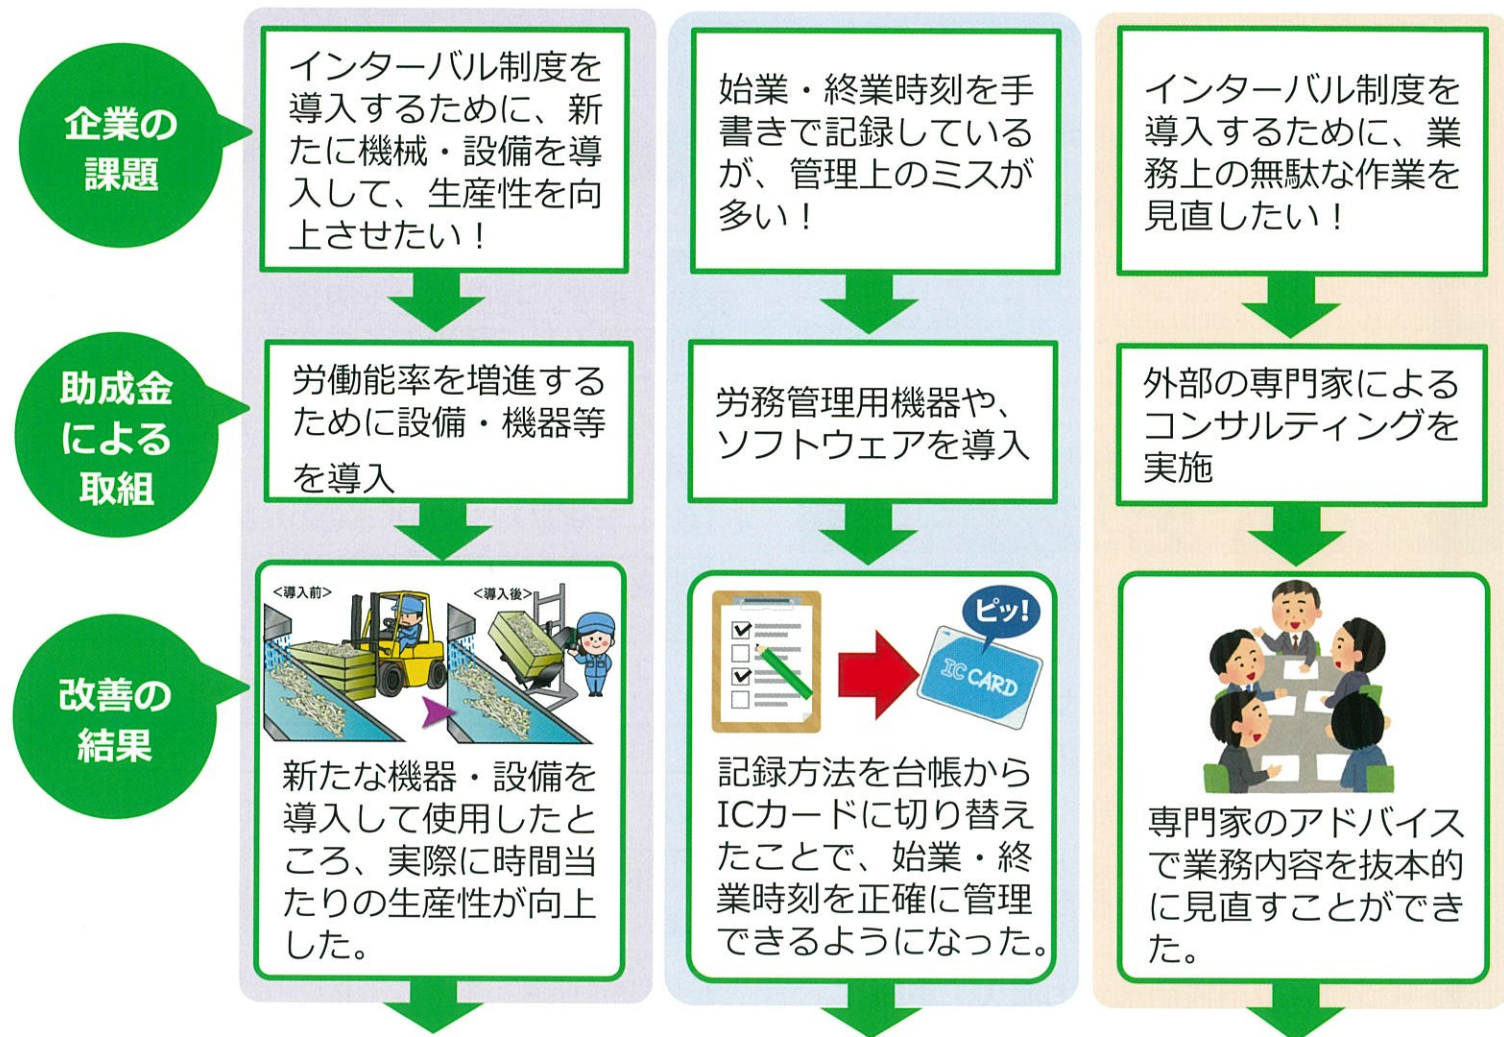 企業の
課題
インターバル制度を
導入するために、新
たに機械・設備を導
入して、生産性を向
上させたい！
始業・終業時刻を手
書きで記録している
が、管理上のミスが
多い！
インターバル制度を
導入するために、業
務上の無駄な作業を
見直したい！
助成金
による
取組
労働能率を増進する
ために設備・機器等
を導入
労務管理用機器や、
ソフトウェアを導入
外部の専門家による
コンサルティングを
実施
改善の
結果
<導入前>
<導入後>
新たな機器・設備を
導入して使用したと
ころ、実際に時間当
たりの生産性が向上
した。
ピッ!
IC CARD
記録方法を台帳から
ICカードに切り替え
たことで、始業・終
業時刻を正確に管理
できるようになった。
専門家のアドバイス
で業務内容を抜本的
に見直すことができ
た。